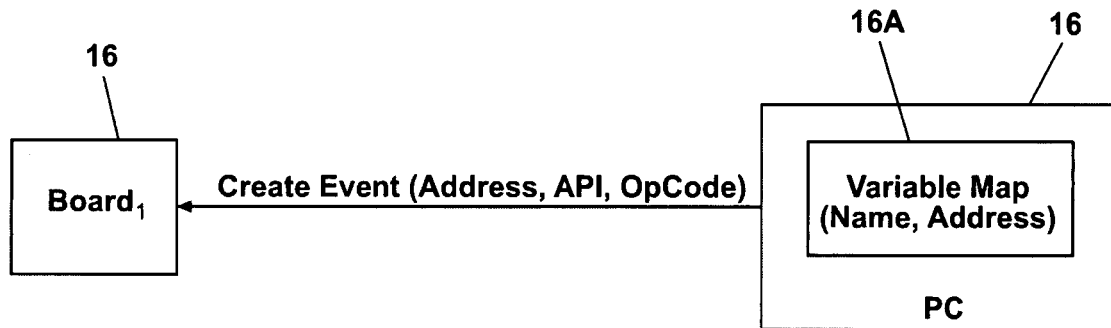 16A
16
16
Board₁
Create Event (Address, API, OpCode)
Variable Map
(Name, Address)
PC